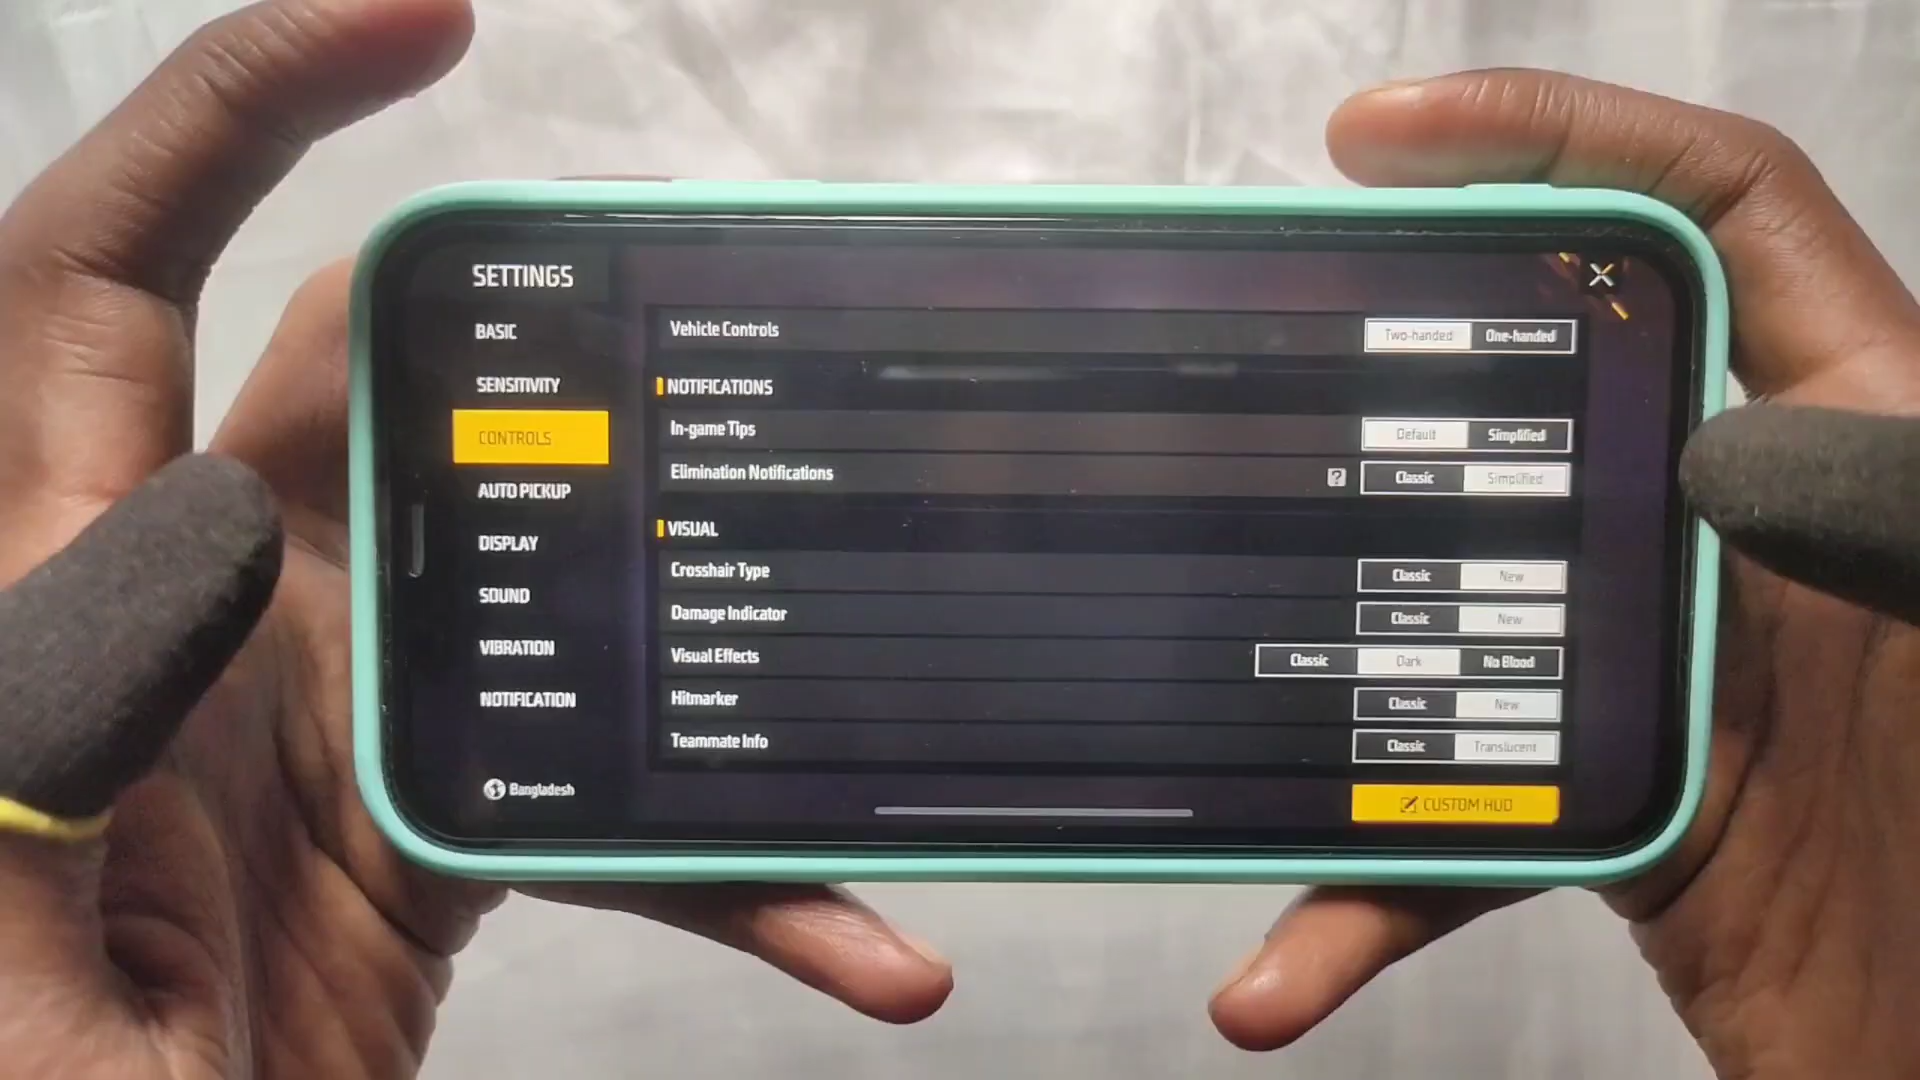 SETTINGS
BASIC
SENSITIVITY
CONTROLS
AUTO PICKUP
DISPLAY
SOUND
VIBRATION
NOTIFICATION
Bangladesh
Vehicle Controls Two-handed One-handed
NOTIFICATIONS
In-game Tips Default Simplified
Elimination Notifications ? Classic Simplified
VISUAL
Crosshair Type Classic New
Damage Indicator Classic New
Visual Effects Classic Dark No Blood
Hitmarker Classic New
Teammate Info Classic Translucent
CUSTOM HUD